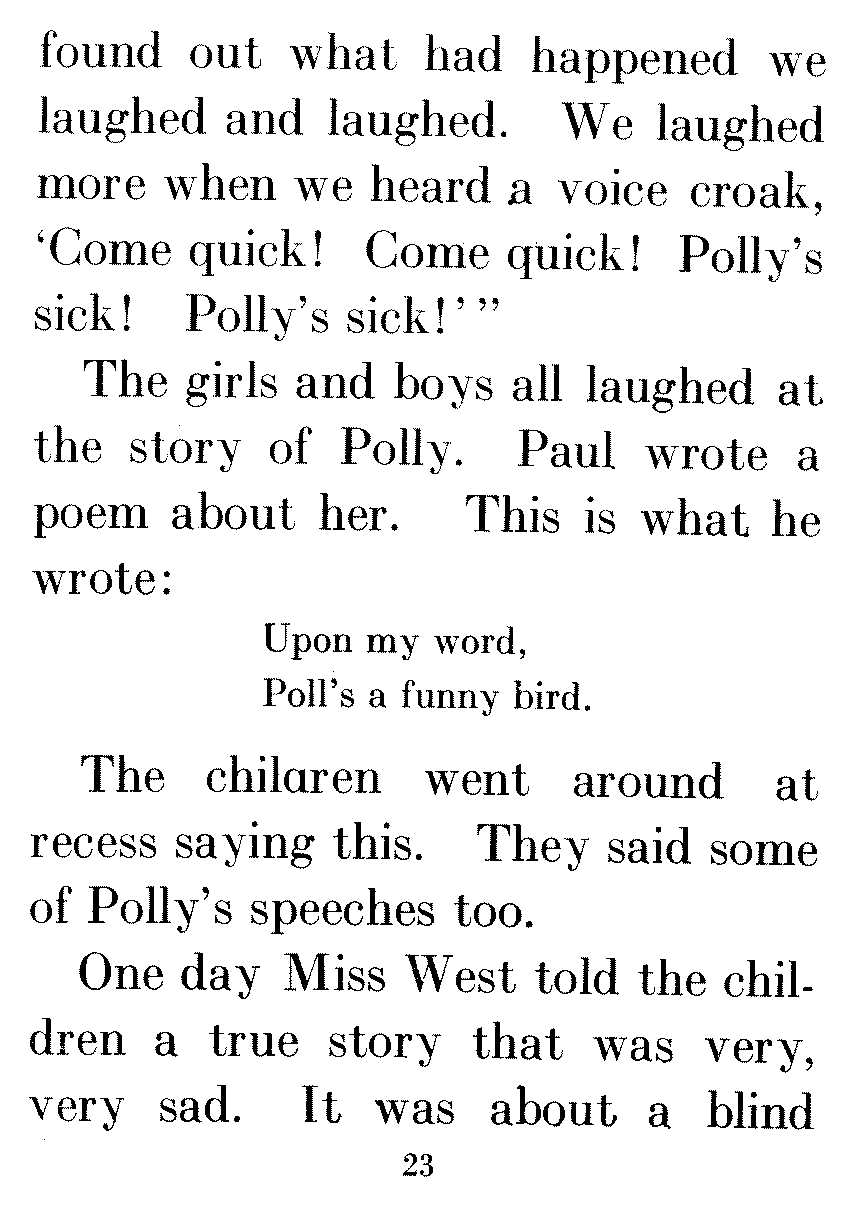 found out what had happened we
laughed and laughed. We laughed
more when we heard a voice croak,
‘Come quick! Come quick! Polly’s
sick! Polly’s sick!’ ”
The girls and boys all laughed at
the story of Polly. Paul wrote a
poem about her. This is what he
wrote:
Upon my word,
Poll’s a funny bird.
The children went around at
recess saying this. They said some
of Polly’s speeches too.
One day Miss West told the chil-
dren a true story that was very,
very sad. It was about a blind
23